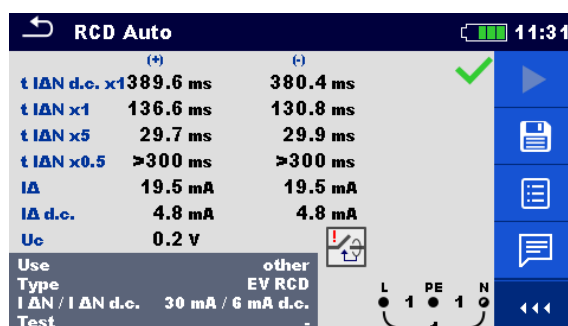 RCD Auto 11:31
(+) (-)
t IΔN d.c. x1 389.6 ms 380.4 ms
t IΔN x1 136.6 ms 130.8 ms
t IΔN x5 29.7 ms 29.9 ms
t IΔN x0.5 >300 ms >300 ms
IΔ 19.5 mA 19.5 mA
IΔ d.c. 4.8 mA 4.8 mA
Uc 0.2 V
Use other
Type EV RCD
I ΔN / I ΔN d.c. 30 mA / 6 mA d.c.
Test -
L PE N
1 1